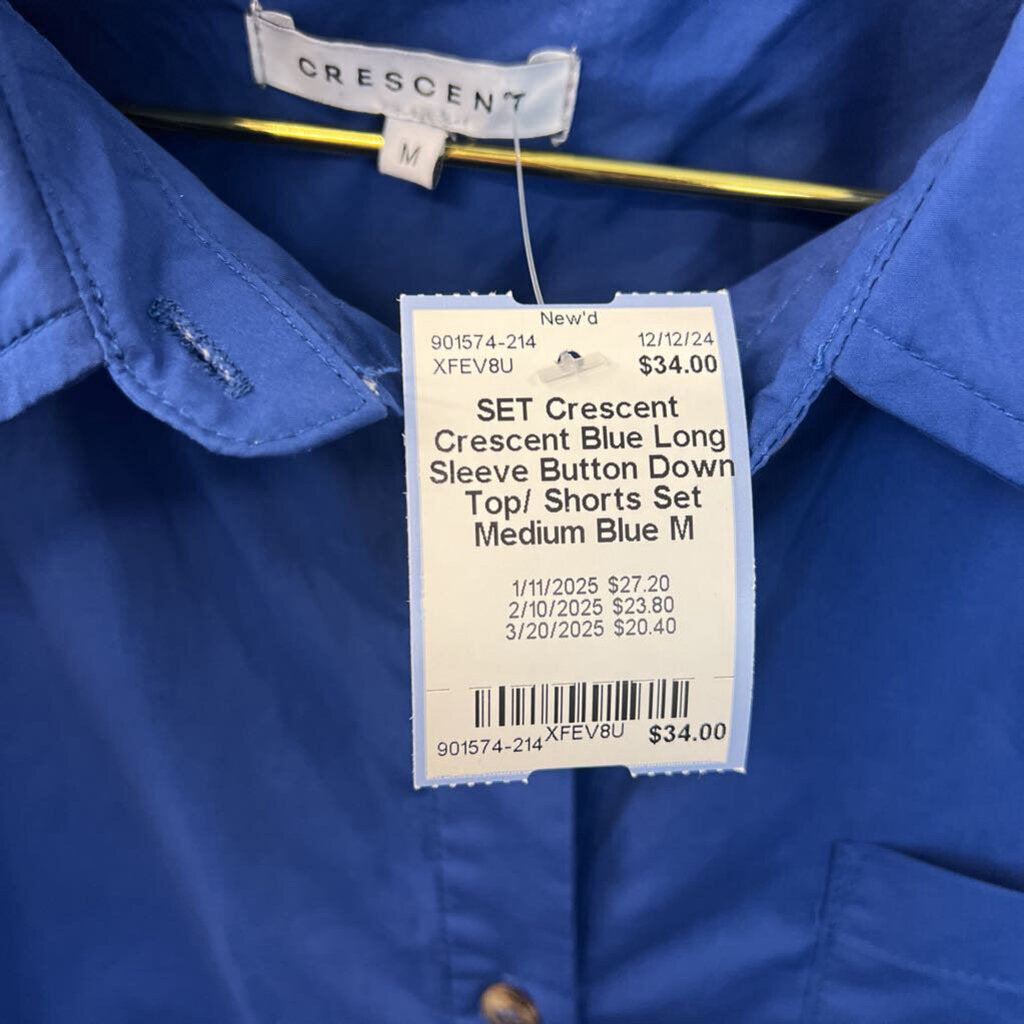 CRESCENT
M
New'd
901574-214 12/12/24
XFEV8U $34.00
SET Crescent
Crescent Blue Long
Sleeve Button Down
Top/ Shorts Set
Medium Blue M
1/11/2025 $27.20
2/10/2025 $23.80
3/20/2025 $20.40
901574-214 XFEV8U $34.00